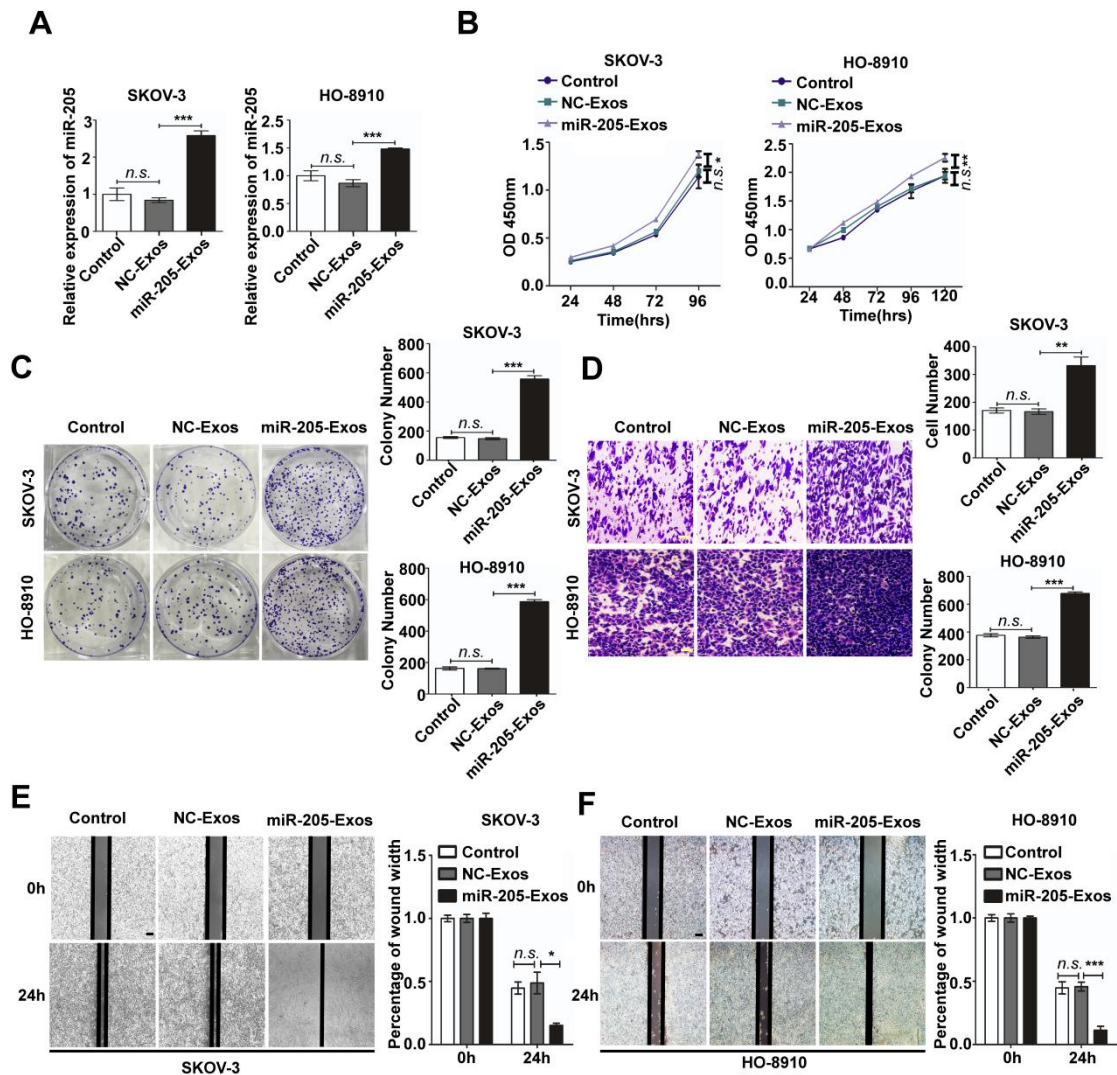 A
SKOV-3
Relative expression of miR-205
3
2
1
0
n.s.
***
Control
NC-Exos
miR-205-Exos
HO-8910
Relative expression of miR-205
2.0
1.5
1.0
0.5
0.0
n.s.
***
Control
NC-Exos
miR-205-Exos
B
SKOV-3
Control
NC-Exos
miR-205-Exos
OD 450nm
2.0
1.5
1.0
0.5
0.0
n.s.*
24 48 72 96
Time(hrs)
HO-8910
Control
NC-Exos
miR-205-Exos
OD 450nm
2.5
2.0
1.5
1.0
0.5
0.0
n.s.**
24 48 72 96 120
Time(hrs)
C
Control NC-Exos miR-205-Exos
SKOV-3
HO-8910
SKOV-3
Colony Number
800
600
400
200
0
n.s.
***
Control
NC-Exos
miR-205-Exos
HO-8910
Colony Number
800
600
400
200
0
n.s.
***
Control
NC-Exos
miR-205-Exos
D
Control NC-Exos miR-205-Exos
SKOV-3
HO-8910
SKOV-3
Cell Number
400
300
200
100
0
n.s.
**
Control
NC-Exos
miR-205-Exos
HO-8910
Colony Number
800
600
400
200
0
n.s.
***
Control
NC-Exos
miR-205-Exos
E
Control NC-Exos miR-205-Exos
0h
24h
SKOV-3
SKOV-3
Control
NC-Exos
miR-205-Exos
Percentage of wound width
1.5
1.0
0.5
0.0
n.s. *
0h 24h
F
Control NC-Exos miR-205-Exos
0h
24h
HO-8910
HO-8910
Control
NC-Exos
miR-205-Exos
Percentage of wound width
1.5
1.0
0.5
0.0
n.s. ***
0h 24h